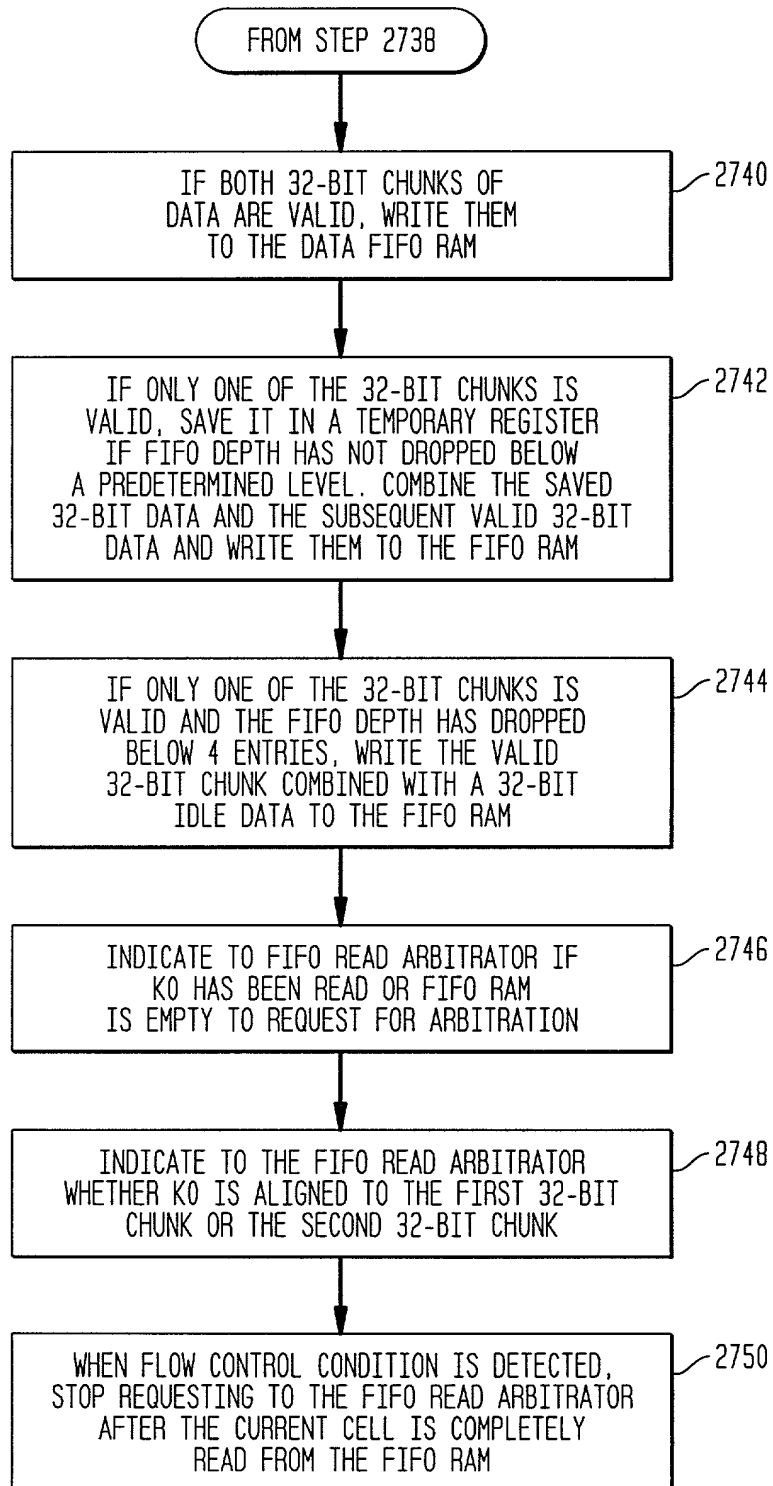 FROM STEP 2738
IF BOTH 32-BIT CHUNKS OF
DATA ARE VALID, WRITE THEM
TO THE DATA FIFO RAM
2740
IF ONLY ONE OF THE 32-BIT CHUNKS IS
VALID, SAVE IT IN A TEMPORARY REGISTER
IF FIFO DEPTH HAS NOT DROPPED BELOW
A PREDETERMINED LEVEL. COMBINE THE SAVED
32-BIT DATA AND THE SUBSEQUENT VALID 32-BIT
DATA AND WRITE THEM TO THE FIFO RAM
2742
IF ONLY ONE OF THE 32-BIT CHUNKS IS
VALID AND THE FIFO DEPTH HAS DROPPED
BELOW 4 ENTRIES, WRITE THE VALID
32-BIT CHUNK COMBINED WITH A 32-BIT
IDLE DATA TO THE FIFO RAM
2744
INDICATE TO FIFO READ ARBITRATOR IF
K0 HAS BEEN READ OR FIFO RAM
IS EMPTY TO REQUEST FOR ARBITRATION
2746
INDICATE TO THE FIFO READ ARBITRATOR
WHETHER K0 IS ALIGNED TO THE FIRST 32-BIT
CHUNK OR THE SECOND 32-BIT CHUNK
2748
WHEN FLOW CONTROL CONDITION IS DETECTED,
STOP REQUESTING TO THE FIFO READ ARBITRATOR
AFTER THE CURRENT CELL IS COMPLETELY
READ FROM THE FIFO RAM
2750